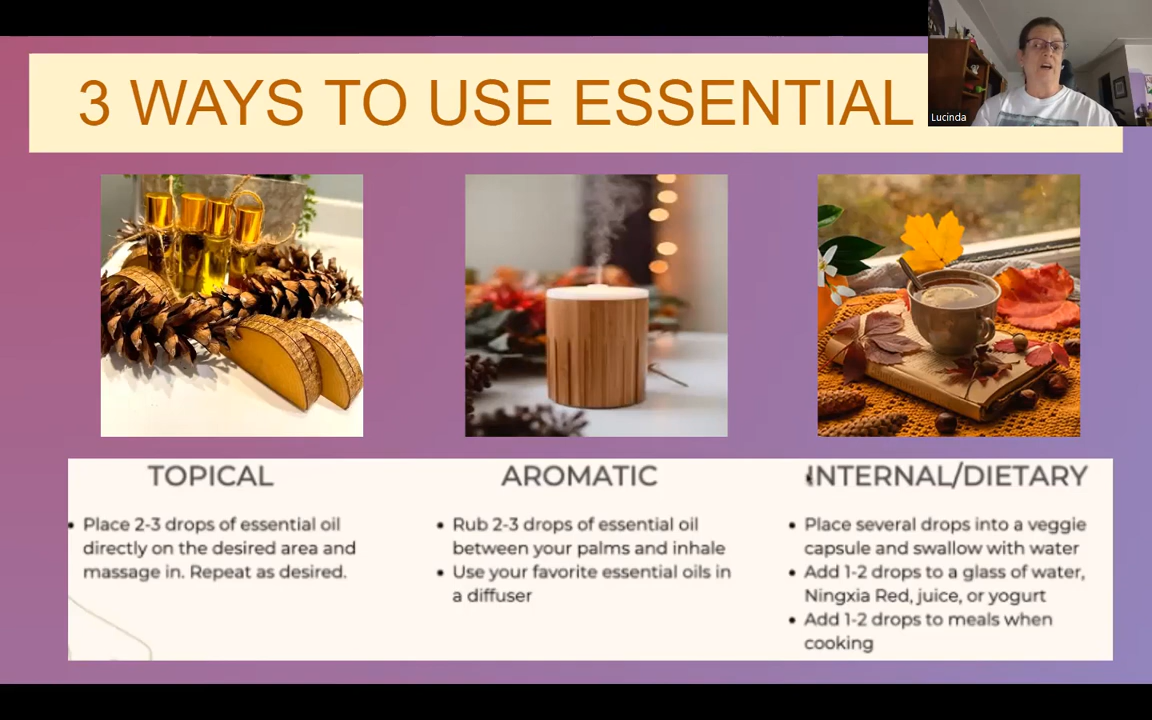 3 WAYS TO USE ESSENTIAL
Lucinda
TOPICAL
• Place 2-3 drops of essential oil
directly on the desired area and
massage in. Repeat as desired.
AROMATIC
• Rub 2-3 drops of essential oil
between your palms and inhale
• Use your favorite essential oils in
a diffuser
INTERNAL/DIETARY
• Place several drops into a veggie
capsule and swallow with water
• Add 1-2 drops to a glass of water,
Ningxia Red, juice, or yogurt
• Add 1-2 drops to meals when
cooking